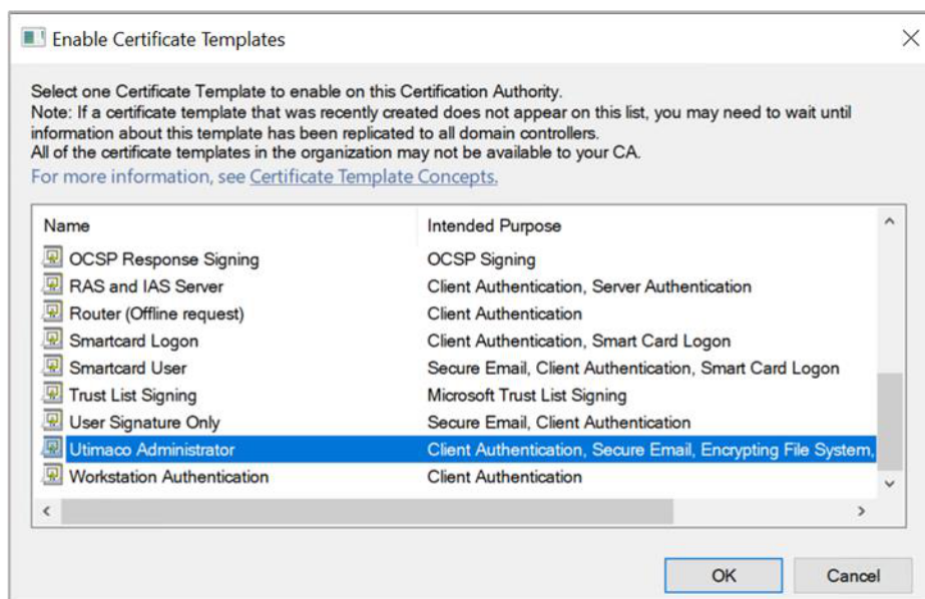 Enable Certificate Templates
Select one Certificate Template to enable on this Certification Authority.
Note: If a certificate template that was recently created does not appear on this list, you may need to wait until
information about this template has been replicated to all domain controllers.
All of the certificate templates in the organization may not be available to your CA.
For more information, see Certificate Template Concepts.
Name Intended Purpose
OCSP Response Signing OCSP Signing
RAS and IAS Server Client Authentication, Server Authentication
Router (Offline request) Client Authentication
Smartcard Logon Client Authentication, Smart Card Logon
Smartcard User Secure Email, Client Authentication, Smart Card Logon
Trust List Signing Microsoft Trust List Signing
User Signature Only Secure Email, Client Authentication
Utimaco Administrator Client Authentication, Secure Email, Encrypting File System,
Workstation Authentication Client Authentication
OK Cancel